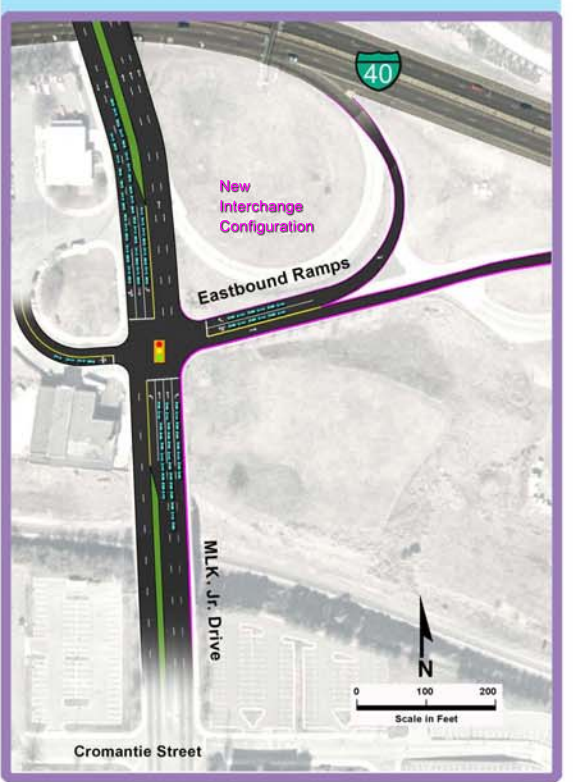 40
New
Interchange
Configuration
Eastbound Ramps
MLK. Jr. Drive
N
0 100 200
Scale in Feet
Cromantie Street